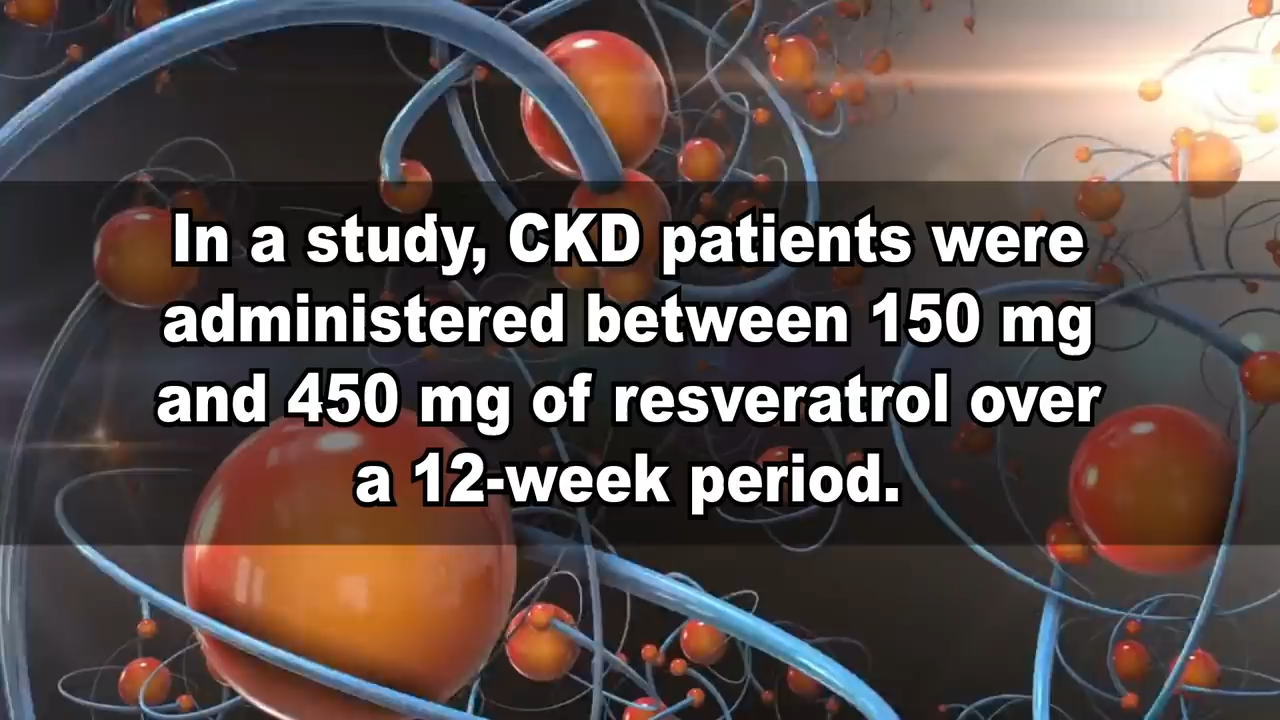 In a study, CKD patients were
administered between 150 mg
and 450 mg of resveratrol over
a 12-week period.